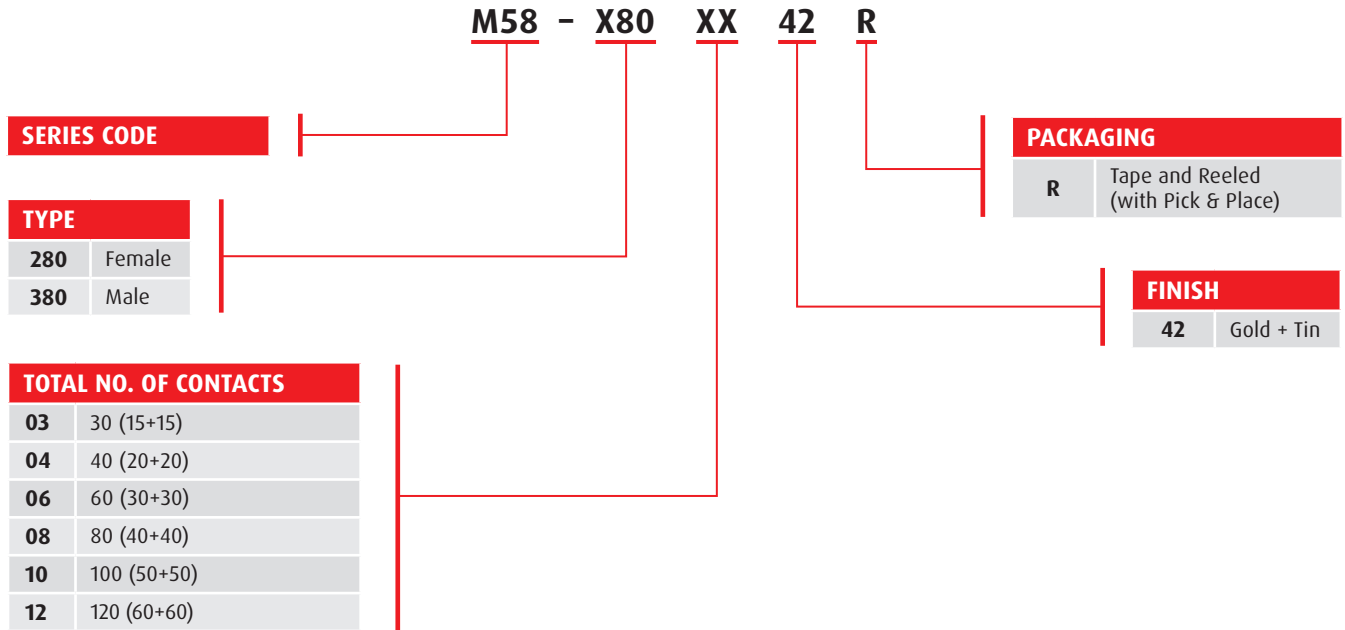 M58 – X80 XX 42 R
SERIES CODE
TYPE
280 Female
380 Male
TOTAL NO. OF CONTACTS
03 30 (15+15)
04 40 (20+20)
06 60 (30+30)
08 80 (40+40)
10 100 (50+50)
12 120 (60+60)
PACKAGING
R Tape and Reeled
(with Pick & Place)
FINISH
42 Gold + Tin